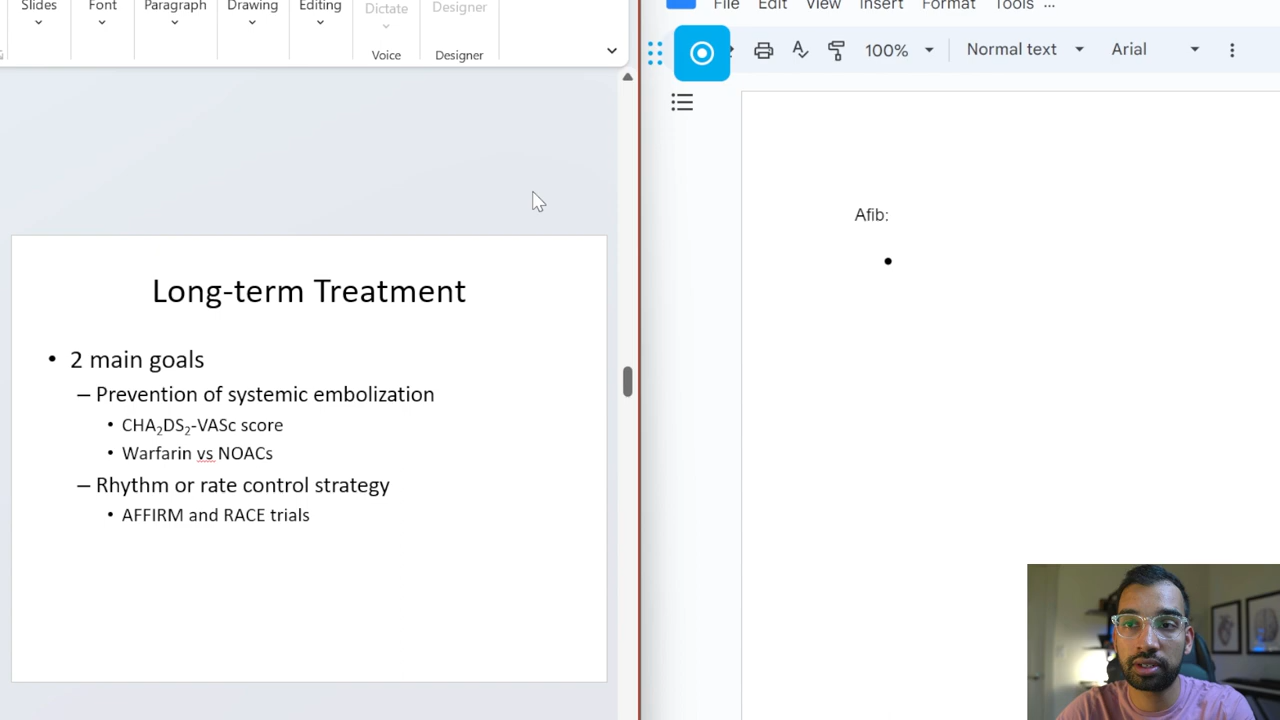 Slides Font Paragraph Drawing Editing Dictate Designer
Voice Designer
File Edit View Insert Format Tools ...
100% Normal text Arial
Long-term Treatment
• 2 main goals
– Prevention of systemic embolization
• CHA₂DS₂-VASc score
• Warfarin vs NOACs
– Rhythm or rate control strategy
• AFFIRM and RACE trials
Afib:
•